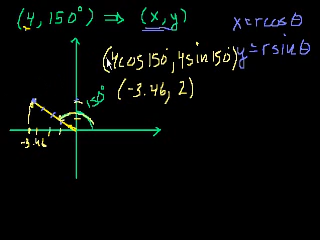 (4, 150°) ⇒ (x, y)
x = r cos θ
y = r sin θ
(4 cos 150°, 4 sin 150°)
(-3.46, 2)
150°
-3.46